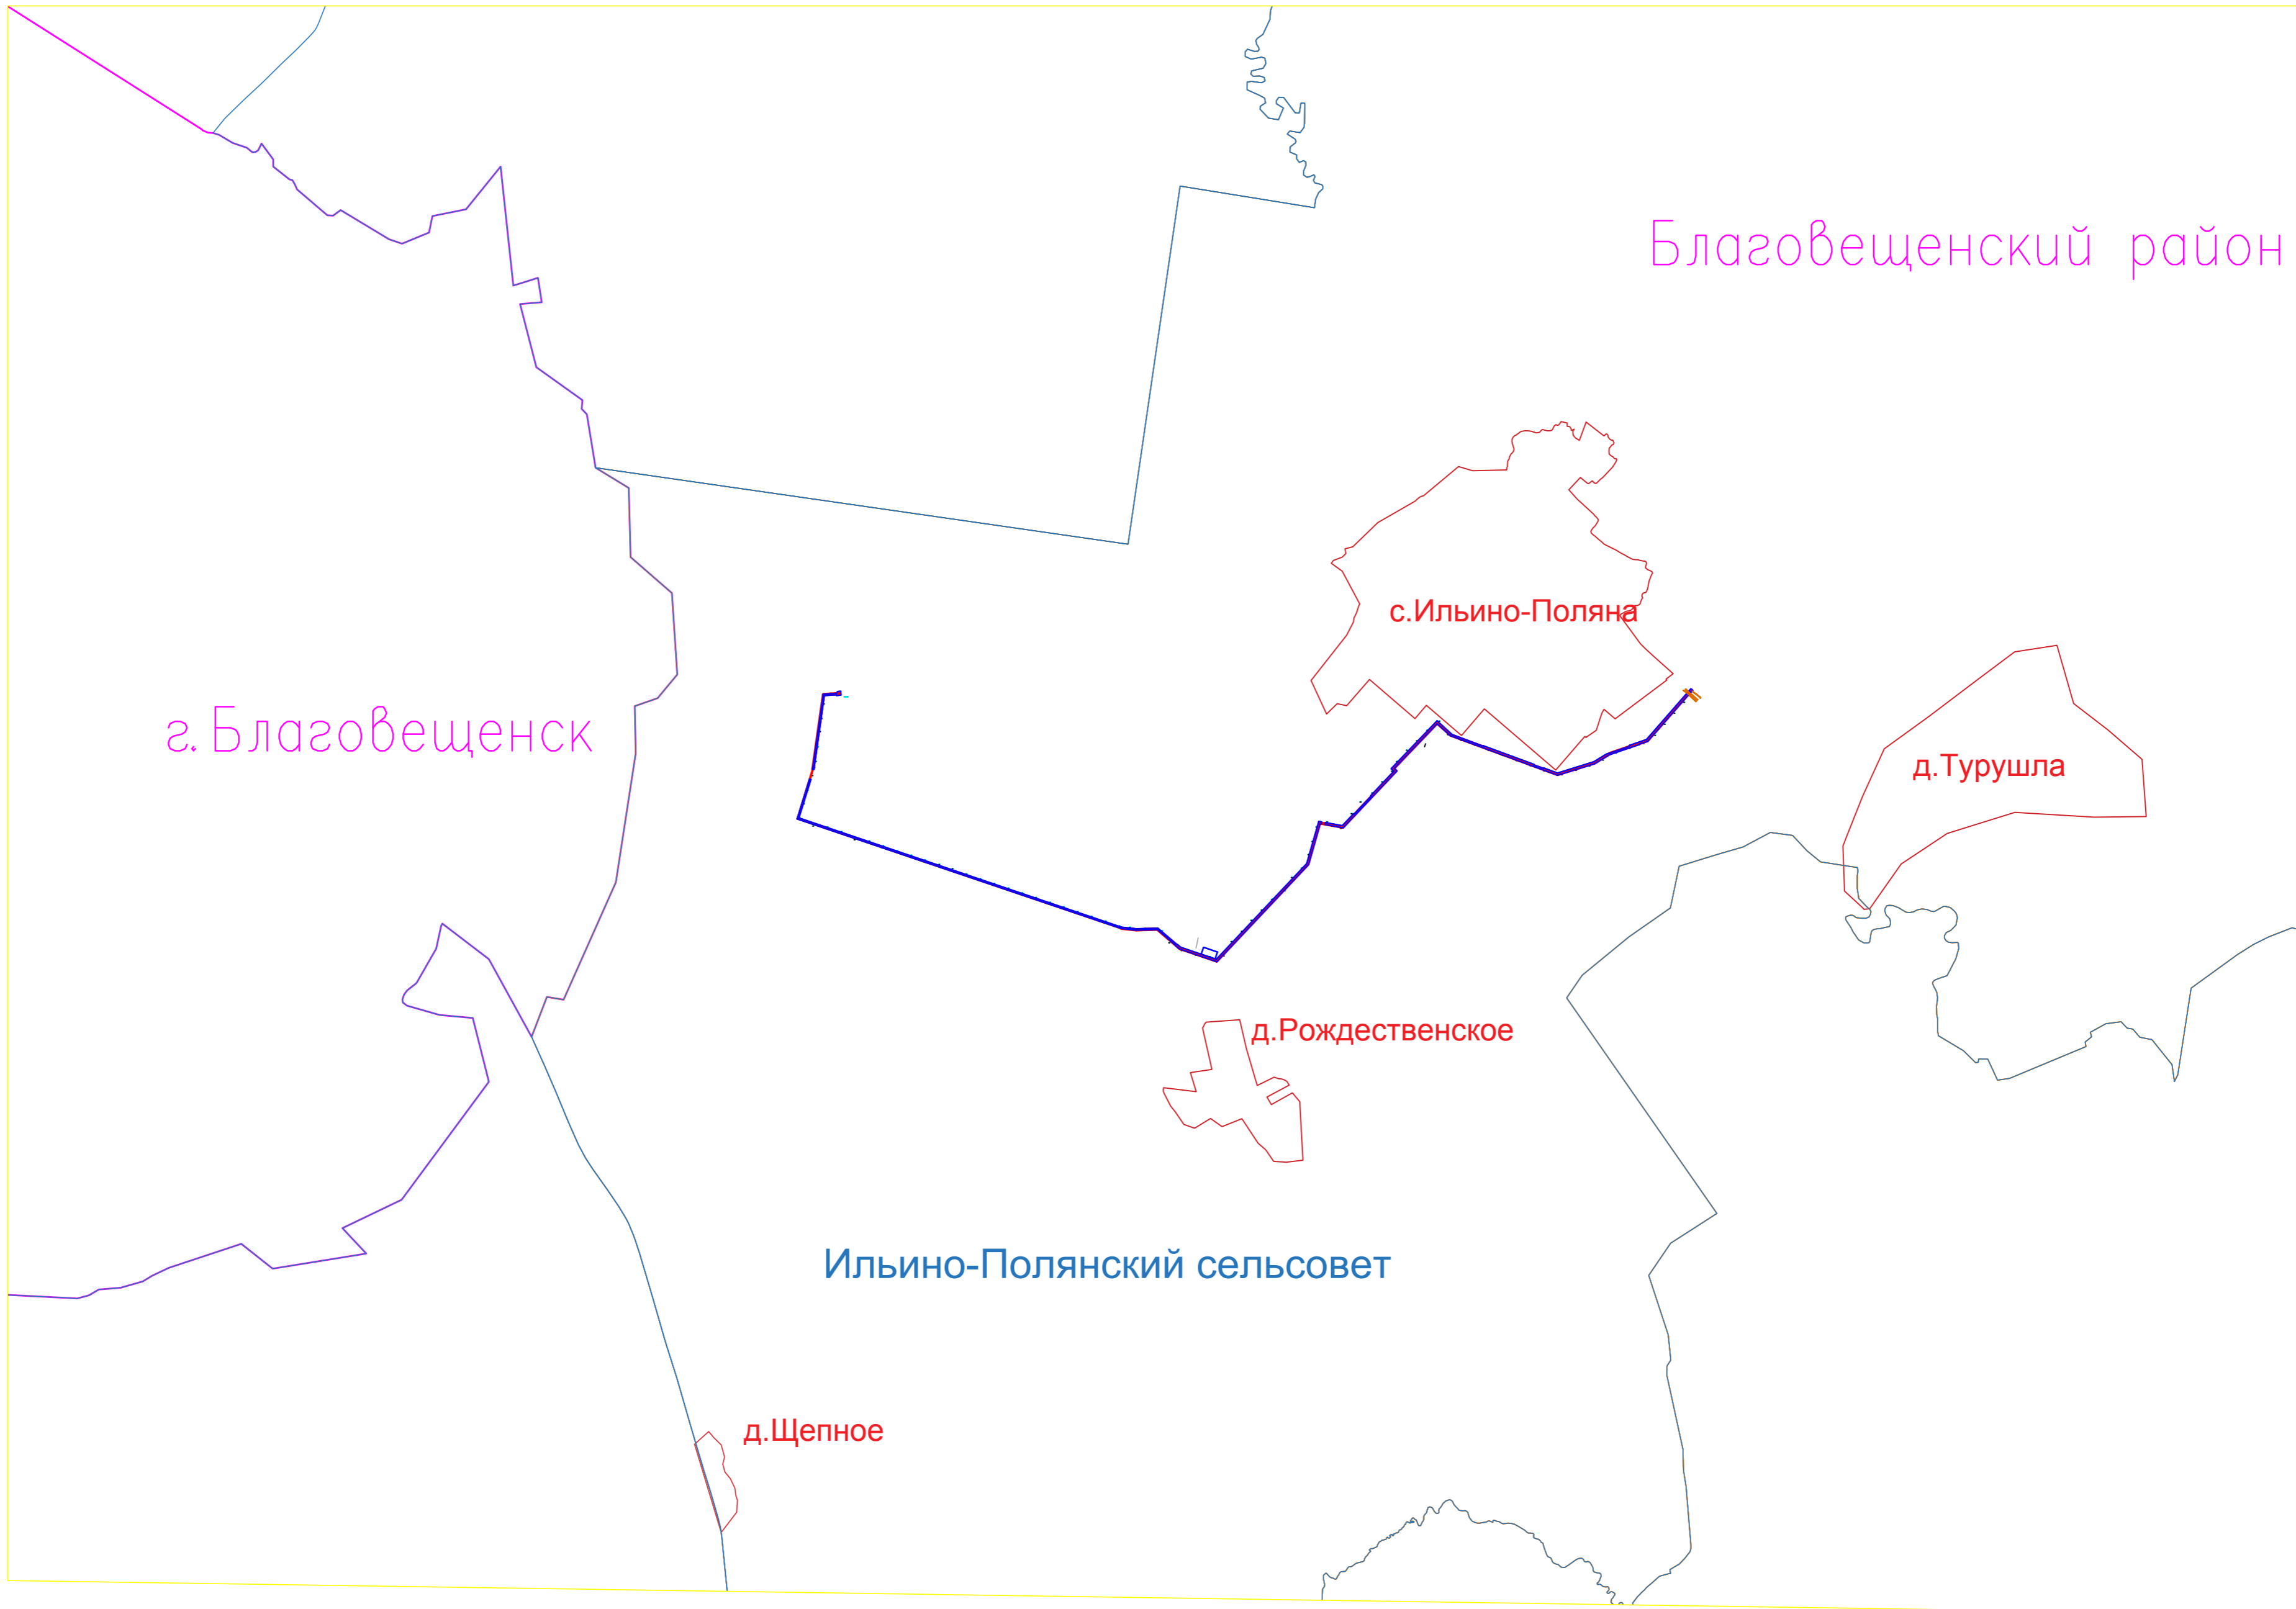 Благовещенский район
с.Ильино-Поляна
г.Благовещенск
д.Турушла
д.Рождественское
Ильино-Полянский сельсовет
д.Щепное